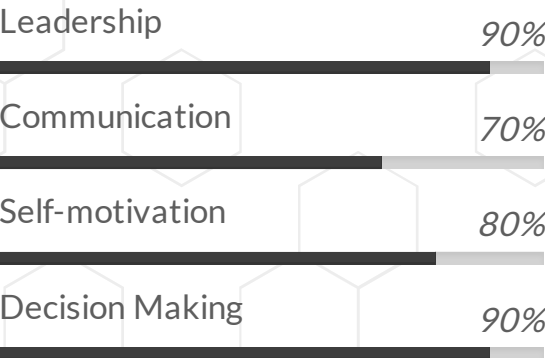 Leadership 90%
Communication 70%
Self-motivation 80%
Decision Making 90%